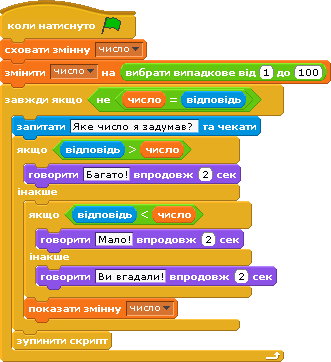 коли натиснуто
сховати змінну число
змінити число на вибрати випадкове від 1 до 100
завжди якщо не число = відповідь
запитати Яке число я задумав? та чекати
якщо відповідь > число
говорити Багато! впродовж 2 сек
інакше
якщо відповідь < число
говорити Мало! впродовж 2 сек
інакше
говорити Ви вгадали! впродовж 2 сек
показати змінну число
зупинити скрипт